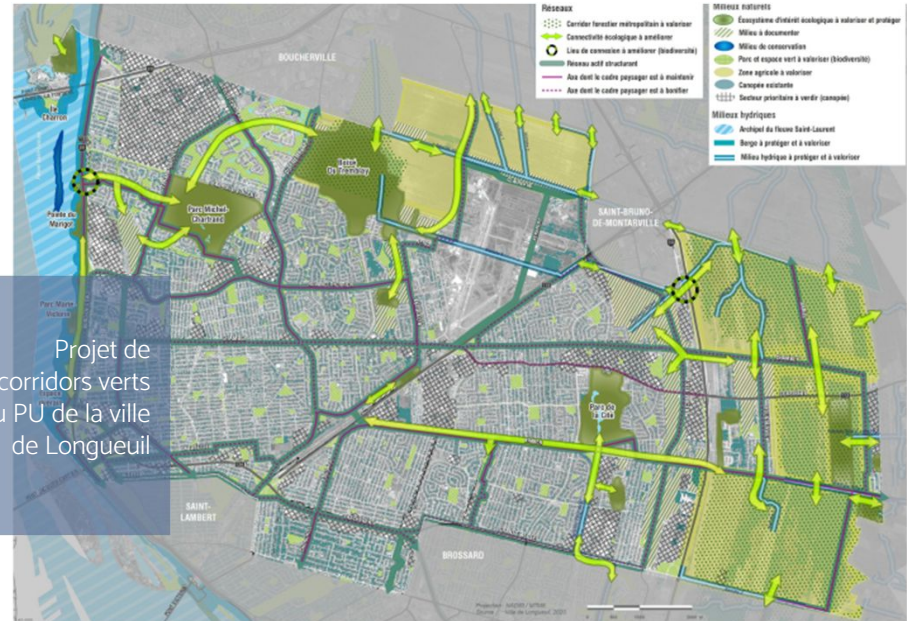 Réseaux
Corridor forestier métropolitain à valoriser
Connectivité écologique à améliorer
Lieu de connexion à améliorer (biodiversité)
Réseau actif structurant
Axe dont le cadre paysager est à maintenir
Axe dont le cadre paysager est à bonifier
Milieux naturels
Écosystème d'intérêt écologique à valoriser et protéger
Milieu à documenter
Milieu de conservation
Parc et espace vert à valoriser (biodiversité)
Zone agricole à valoriser
Canopée existante
Secteur prioritaire à verdir (canopée)
Milieux hydriques
Archipel du fleuve Saint-Laurent
Berge à protéger et à valoriser
Milieu hydrique à protéger et à valoriser
BOUCHERVILLE
Île
Charron
Boisé
Du Tremblay
Parc Michel-
Chartrand
Pointe du
Marigot
SAINT-BRUNO-
DE-MONTARVILLE
Parc Marie-
Victorin
Projet de
corridors verts
u PU de la ville
de Longueuil
Parc de
la Cité
SAINT-
LAMBERT
BROSSARD